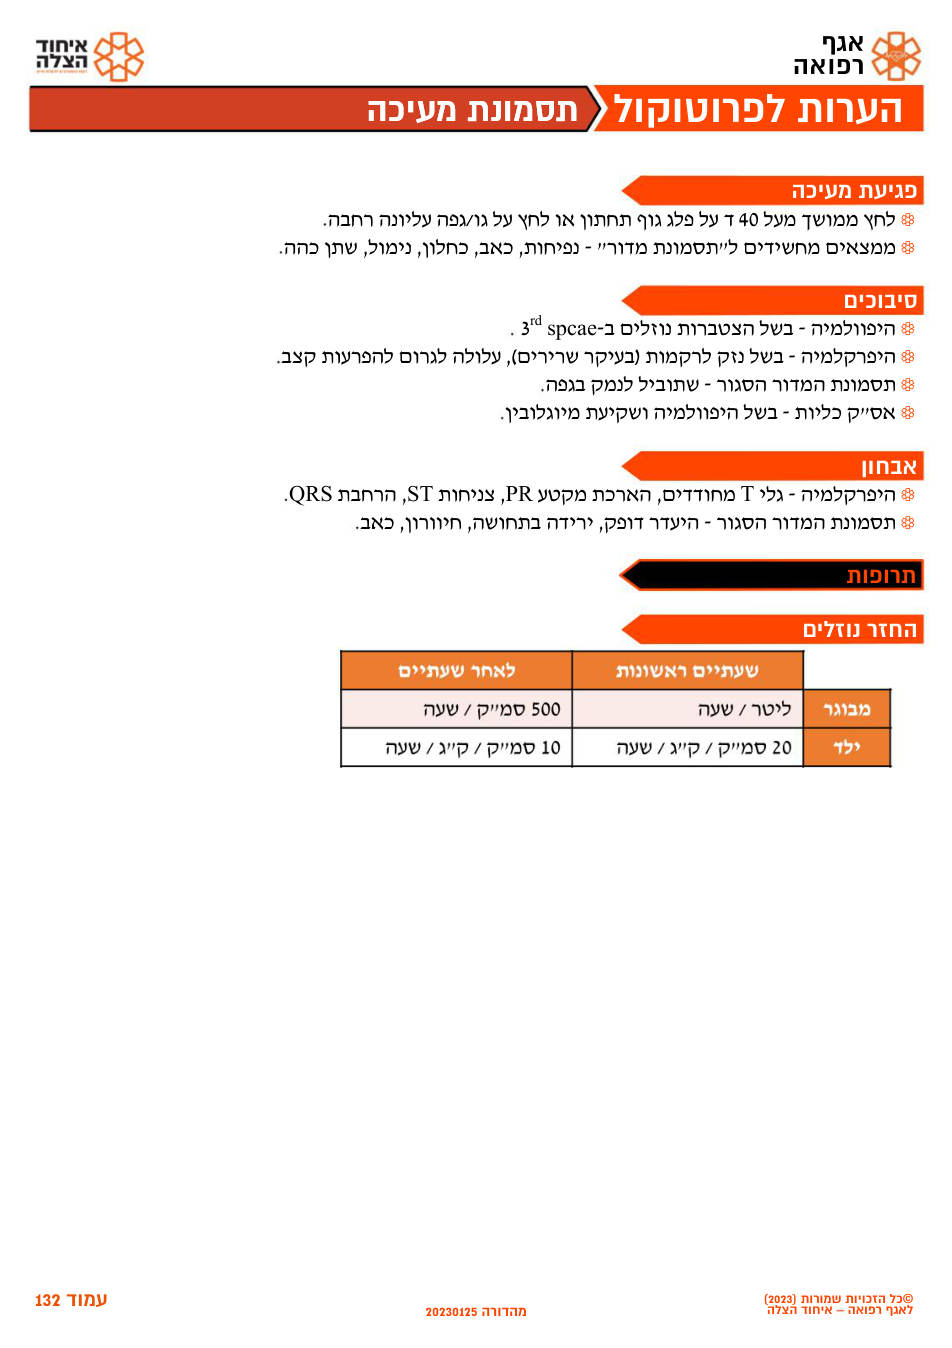 אגף
רפואה
איחוד
הצלה
הערות לפרוטוקול
תסמונת מעיכה
פגיעת מעיכה
לחץ ממושך מעל 40 ד על פלג גוף תחתון או לחץ על גו/גפה עליונה רחבה.
ממצאים מחשידים ל״תסמונת מדור״ - נפיחות, כאב, כחלון, נימול, שתן כהה.
סיבוכים
היפוולמיה - בשל הצטברות נוזלים ב-3rd spcae .
היפרקלמיה - בשל נזק לרקמות (בעיקר שרירים), עלולה לגרום להפרעות קצב.
תסמונת המדור הסגור - שתוביל לנמק בגפה.
אס״ק כליות - בשל היפוולמיה ושקיעת מיוגלובין.
אבחון
היפרקלמיה - גלי T מחודדים, הארכת מקטע PR, צניחות ST, הרחבת QRS.
תסמונת המדור הסגור - היעדר דופק, ירידה בתחושה, חיוורון, כאב.
תרופות
החזר נוזלים
שעתיים ראשונות לאחר שעתיים
מבוגר ליטר / שעה 500 סמ״ק / שעה
ילד 20 סמ״ק / ק״ג / שעה 10 סמ״ק / ק״ג / שעה
©כל הזכויות שמורות (2023)
לאגף רפואה – איחוד הצלה
מהדורה 20230125
עמוד 132